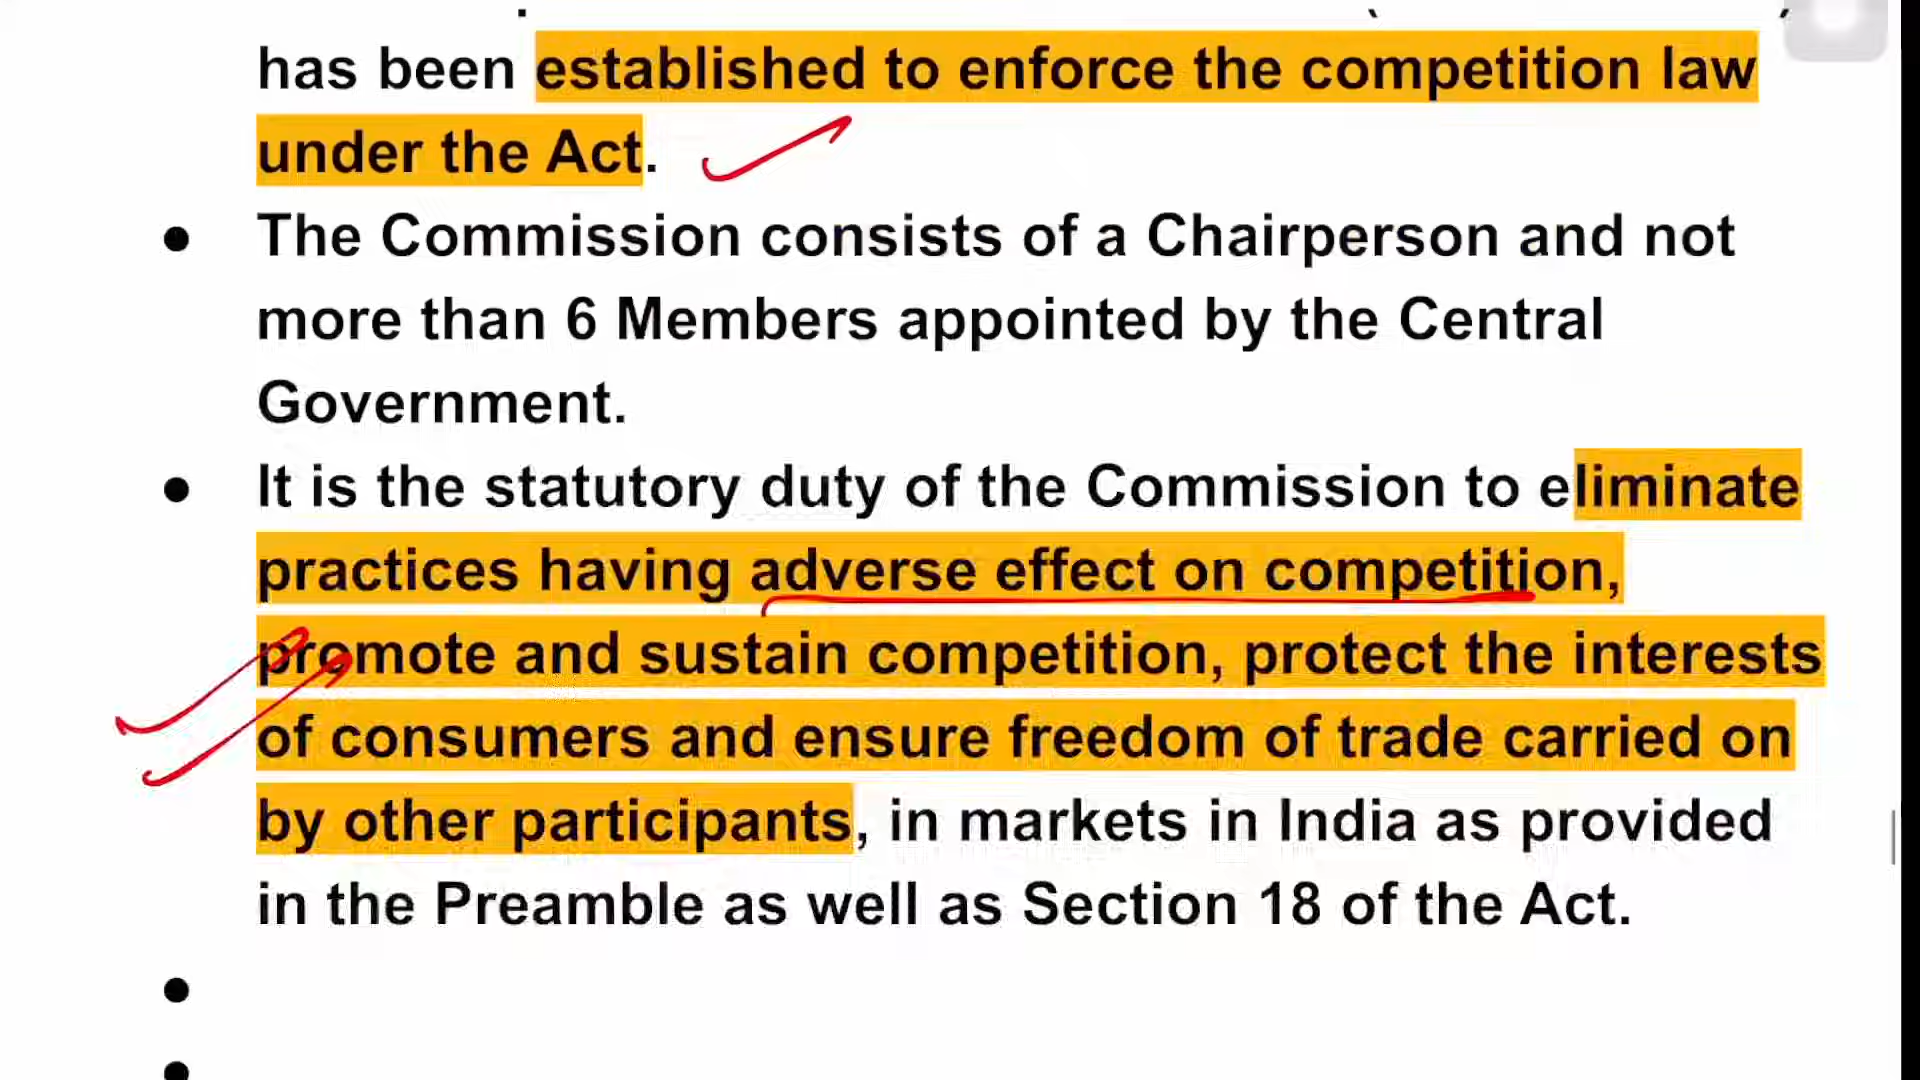 has been established to enforce the competition law
under the Act.
● The Commission consists of a Chairperson and not
more than 6 Members appointed by the Central
Government.
● It is the statutory duty of the Commission to eliminate
practices having adverse effect on competition,
promote and sustain competition, protect the interests
of consumers and ensure freedom of trade carried on
by other participants, in markets in India as provided
in the Preamble as well as Section 18 of the Act.
●
●